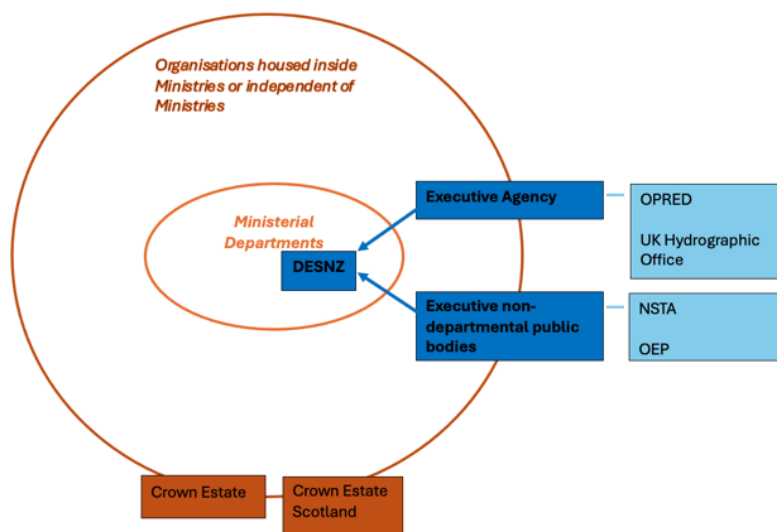 Organisations housed inside
Ministries or independent of
Ministries
Executive Agency
OPRED
UK Hydrographic
Office
Ministerial
Departments
DESNZ
Executive non-
departmental public
bodies
NSTA
OEP
Crown Estate
Crown Estate
Scotland